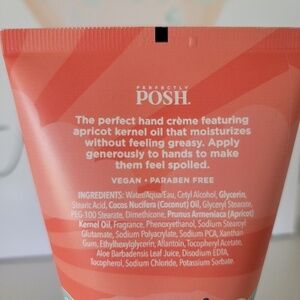 PERFECTLY
POSH.
The perfect hand crème featuring
apricot kernel oil that moisturizes
without feeling greasy. Apply
generously to hands to make
them feel spoiled.
VEGAN • PARABEN FREE
INGREDIENTS: Water/Aqua/Eau, Cetyl Alcohol, Glycerin,
Stearic Acid, Cocos Nucifera (Coconut) Oil, Glyceryl Stearate,
PEG-100 Stearate, Dimethicone, Prunus Armeniaca (Apricot)
Kernel Oil, Fragrance, Phenoxyethanol, Sodium Stearoyl
Glutamate, Sodium Polyacrylate, Sodium PCA, Xanthan
Gum, Ethylhexylglycerin, Allantoin, Tocopheryl Acetate,
Aloe Barbadensis Leaf Juice, Disodium EDTA,
Tocopherol, Sodium Chloride, Potassium Sorbate.